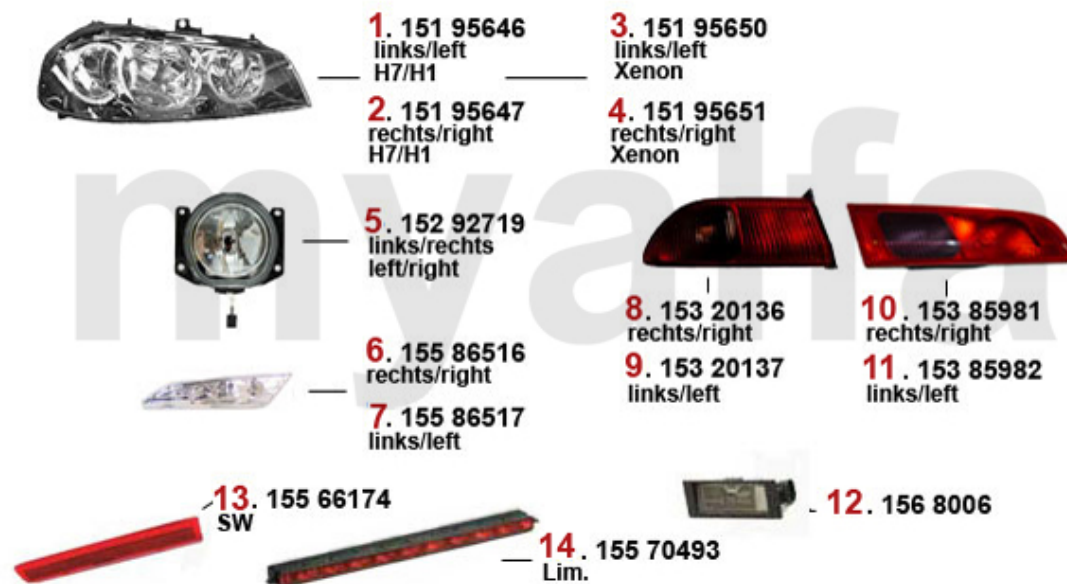 1. 151 95646
links/left
H7/H1
2. 151 95647
rechts/right
H7/H1
3. 151 95650
links/left
Xenon
4. 151 95651
rechts/right
Xenon
5. 152 92719
links/rechts
left/right
6. 155 86516
rechts/right
7. 155 86517
links/left
8. 153 20136
rechts/right
9. 153 20137
links/left
10. 153 85981
rechts/right
11. 153 85982
links/left
12. 156 8006
13. 155 66174
SW
14. 155 70493
Lim.
myalfa